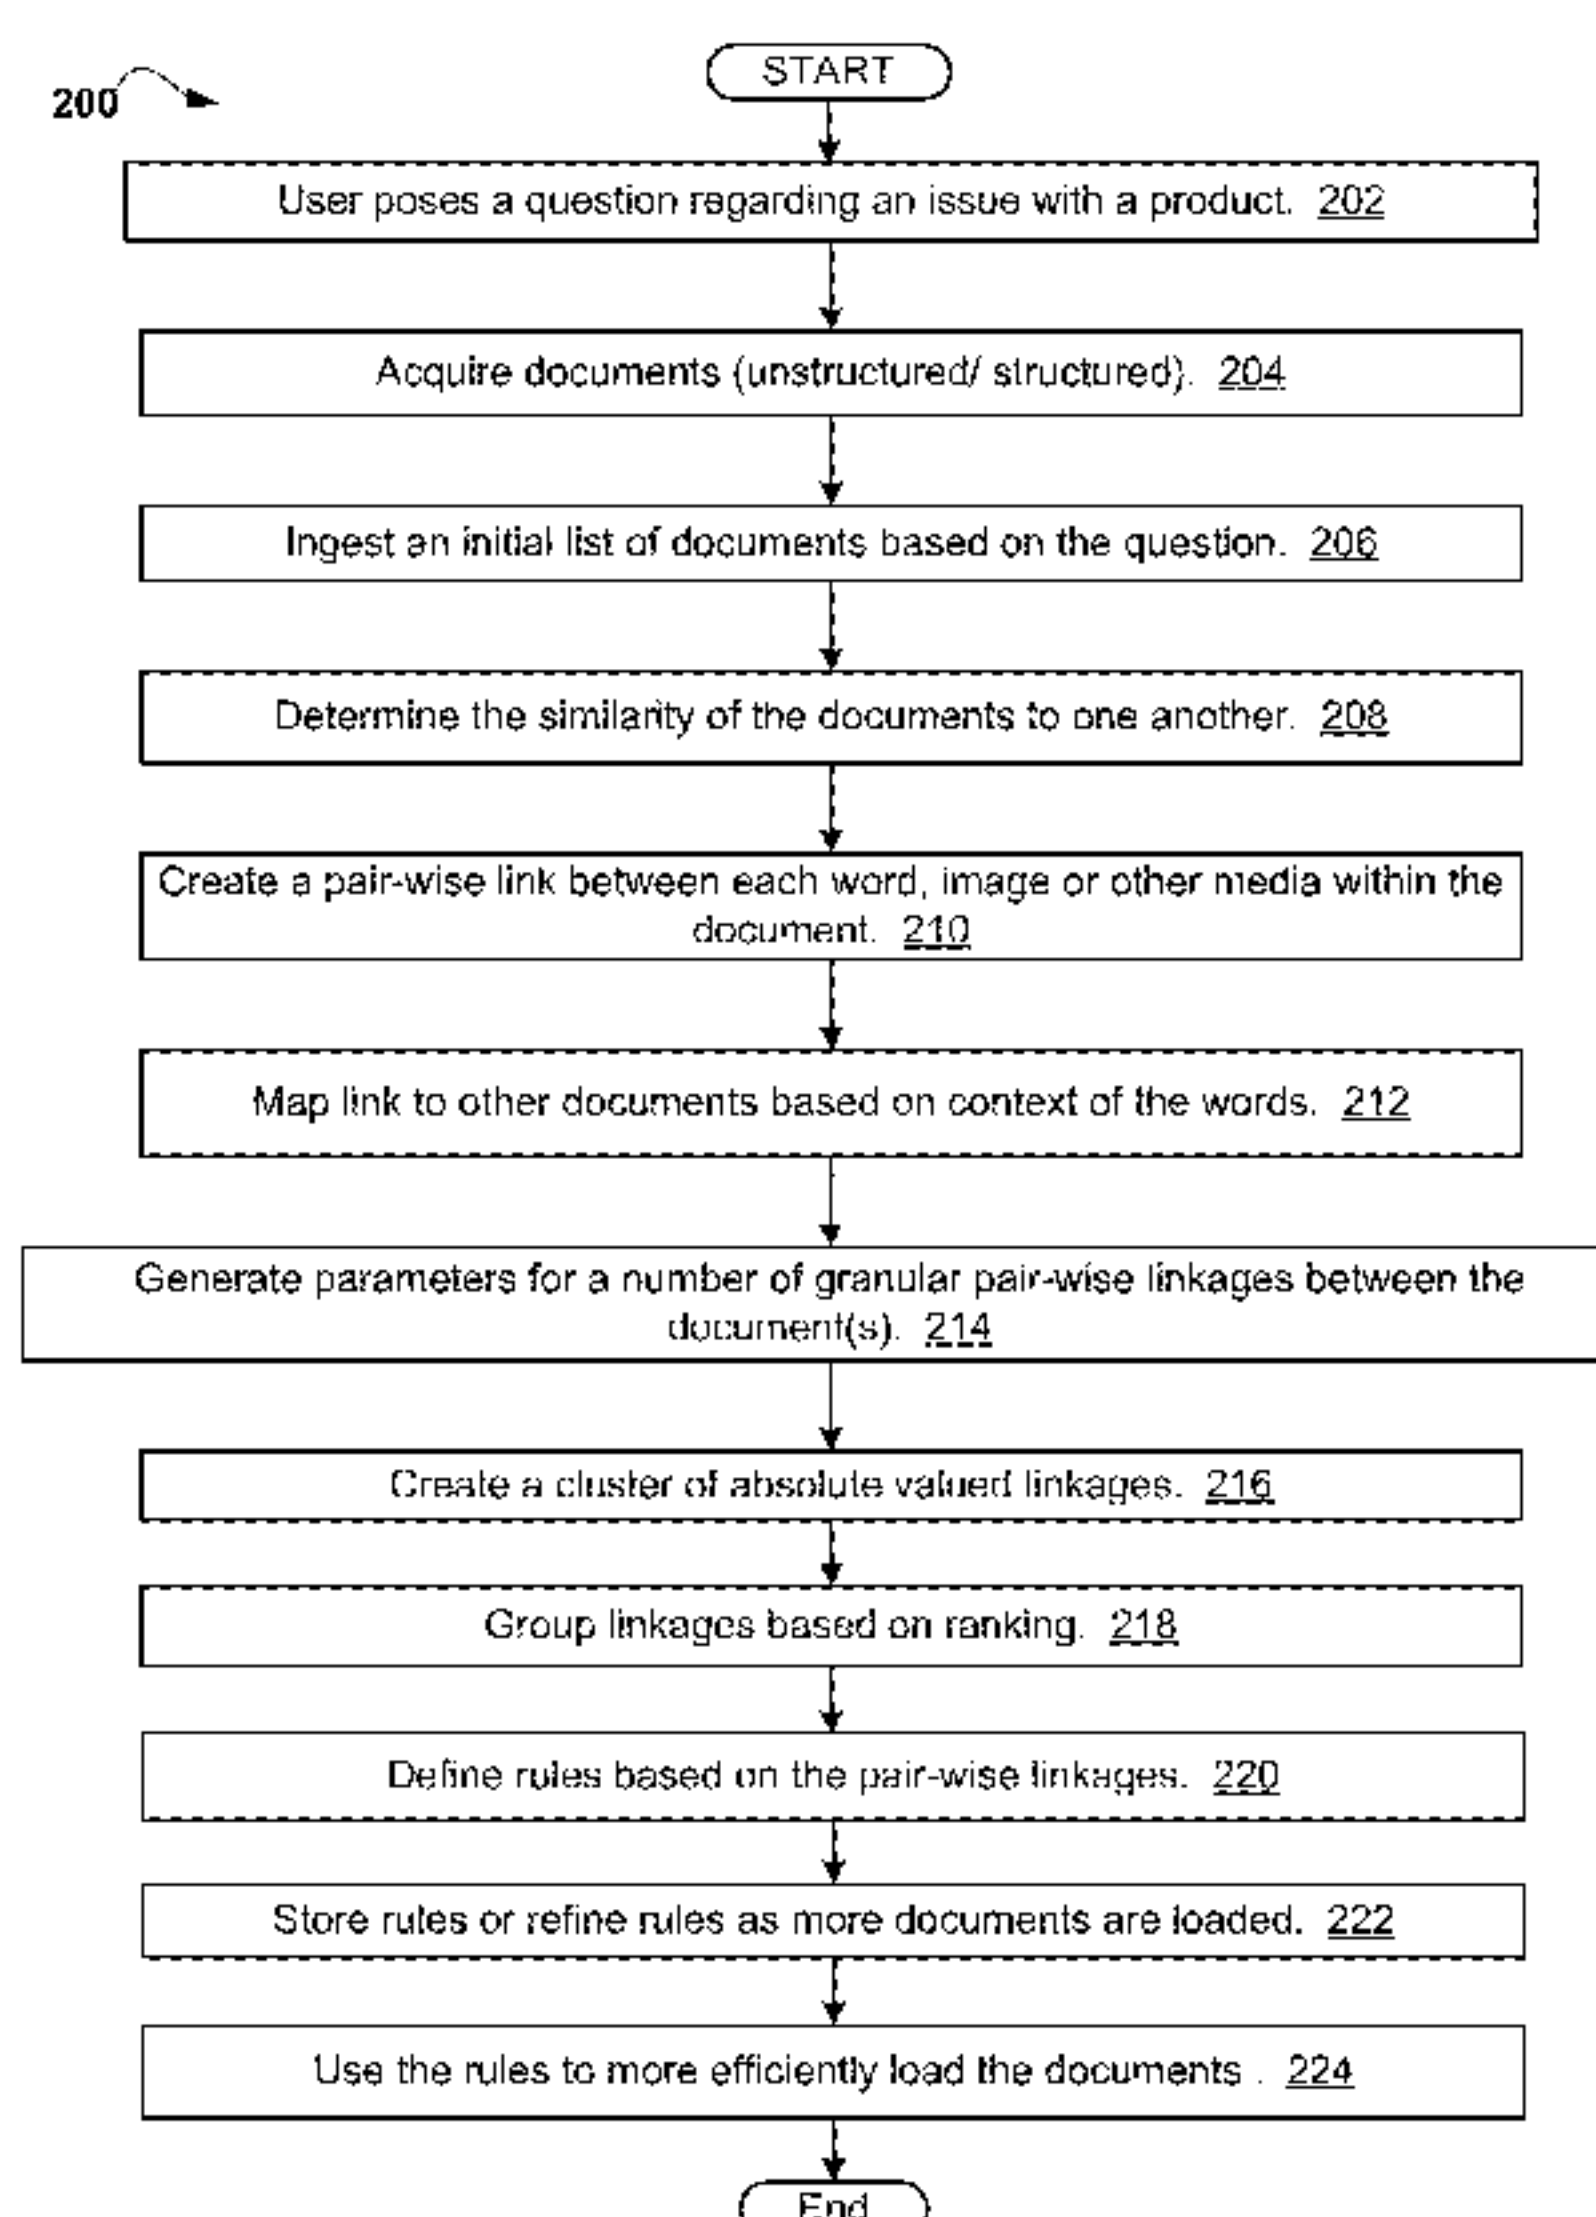 START
200
User poses a question regarding an issue with a product. 202
Acquire documents (unstructured/ structured). 204
Ingest an initial list of documents based on the question. 206
Determine the similarity of the documents to one another. 208
Create a pair-wise link between each word, image or other media within the
document. 210
Map link to other documents based on context of the words. 212
Generate parameters for a number of granular pair-wise linkages between the
document(s). 214
Create a cluster of absolute valued linkages. 216
Group linkages based on ranking. 218
Define rules based on the pair-wise linkages. 220
Store rules or refine rules as more documents are loaded. 222
Use the rules to more efficiently load the documents . 224
End